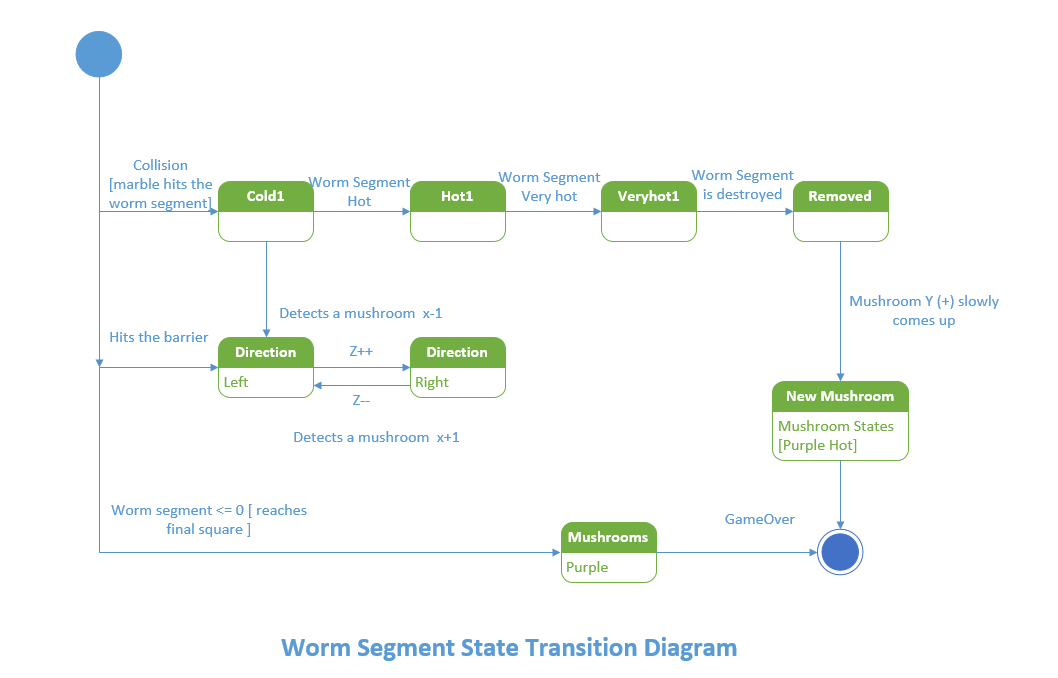 Collision
[marble hits the
worm segment]
Cold1
Worm Segment
Hot
Hot1
Worm Segment
Very hot
Veryhot1
Worm Segment
is destroyed
Removed
Detects a mushroom x-1
Mushroom Y (+) slowly
comes up
Hits the barrier
Direction
Left
Z++
Z--
Direction
Right
Detects a mushroom x+1
New Mushroom
Mushroom States
[Purple Hot]
Worm segment <= 0 [ reaches
final square ]
Mushrooms
Purple
GameOver
Worm Segment State Transition Diagram